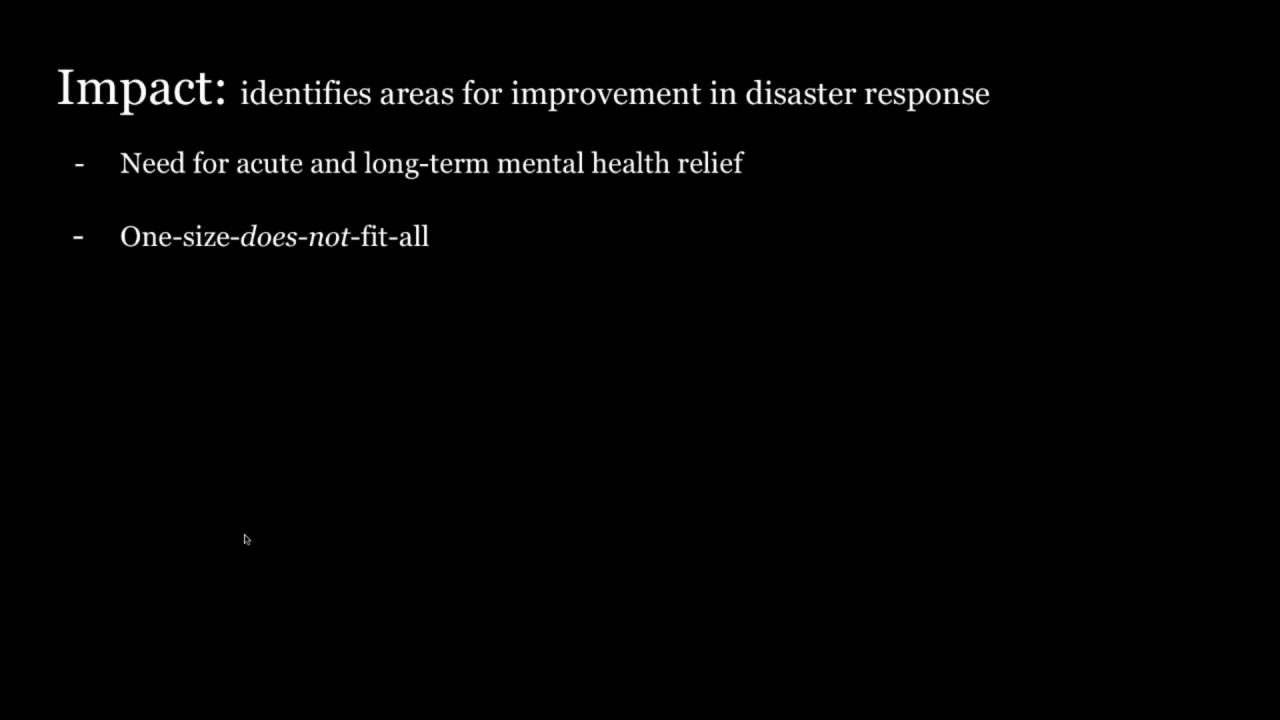 Impact: identifies areas for improvement in disaster response
- Need for acute and long-term mental health relief
- One-size-does-not-fit-all